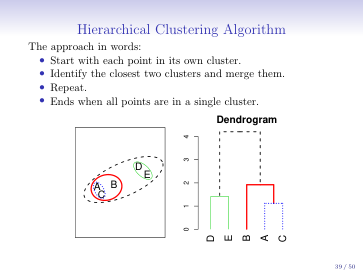 Hierarchical Clustering Algorithm
The approach in words:
• Start with each point in its own cluster.
• Identify the closest two clusters and merge them.
• Repeat.
• Ends when all points are in a single cluster.
Dendrogram
4
3
2
1
0
D
E
A
B
C
D
E
B
A
C
39 / 50